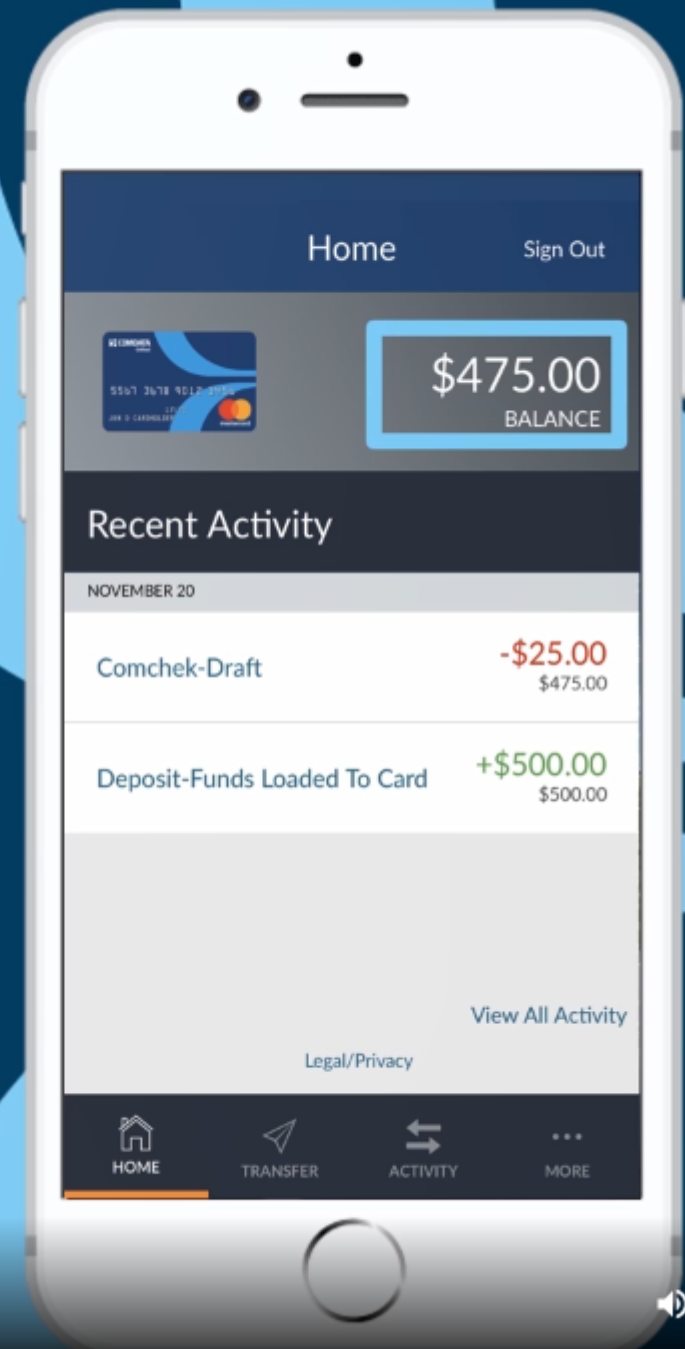 Home
Sign Out
COMCHEK
$475.00
BALANCE
Recent Activity
NOVEMBER 20
Comchek-Draft
-$25.00
$475.00
Deposit-Funds Loaded To Card
+$500.00
$500.00
View All Activity
Legal/Privacy
HOME
TRANSFER
ACTIVITY
MORE